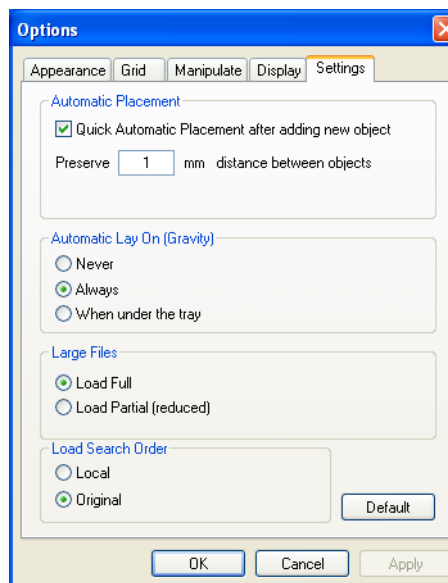 Options
Appearance Grid Manipulate Display Settings
Automatic Placement
Quick Automatic Placement after adding new object
Preserve 1 mm distance between objects
Automatic Lay On (Gravity)
Never
Always
When under the tray
Large Files
Load Full
Load Partial (reduced)
Load Search Order
Local
Original
Default
OK Cancel Apply